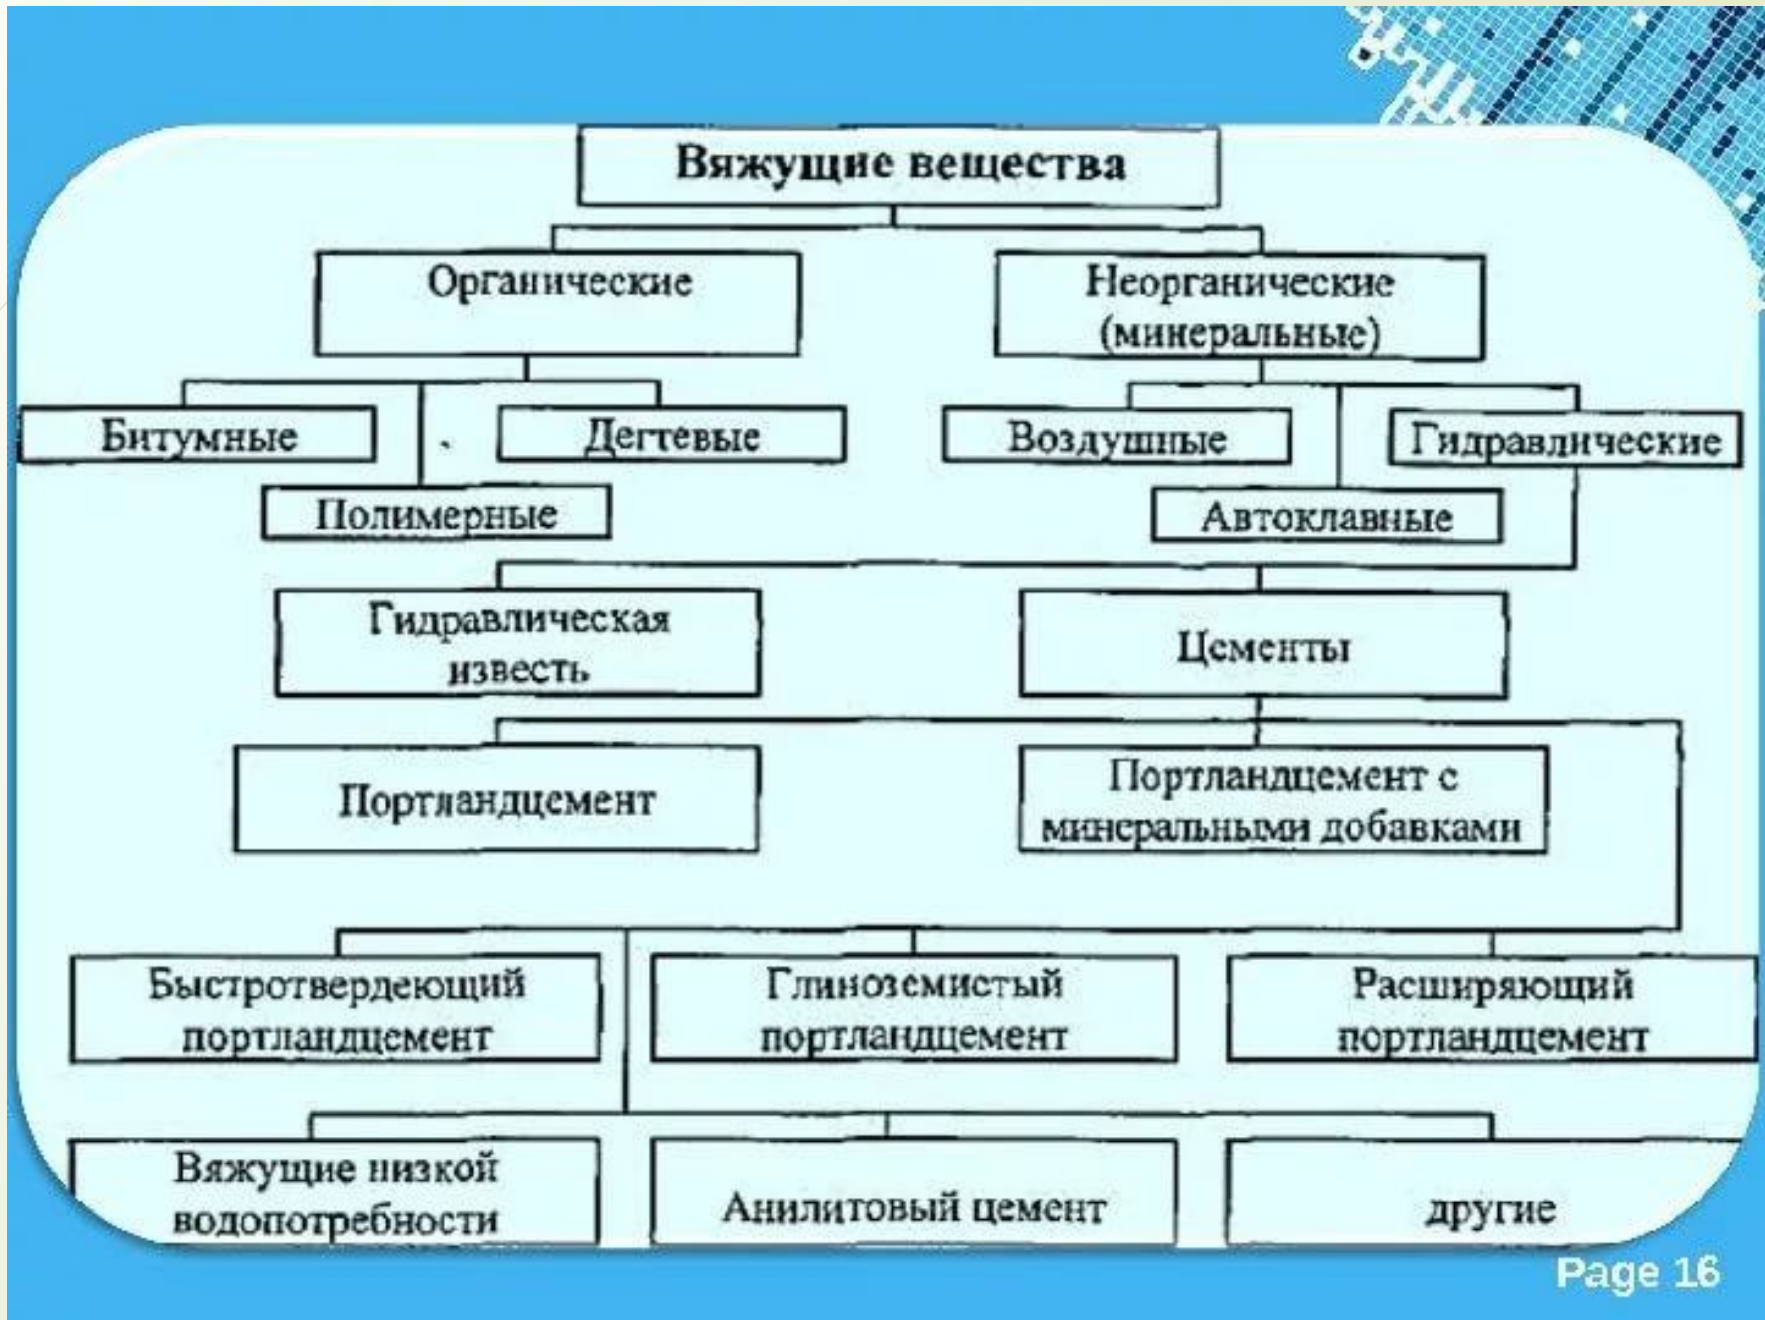 Вяжущие вещества
Органические
Неорганические
(минеральные)
Битумные
Дегтевые
Воздушные
Гидравлические
Полимерные
Автоклавные
Гидравлическая
известь
Цементы
Портландцемент
Портландцемент с
минеральными добавками
Быстротвердеющий
портландцемент
Глиноземистый
портландцемент
Расширяющий
портландцемент
Вяжущие низкой
водопотребности
Анилитовый цемент
другие
Page 16